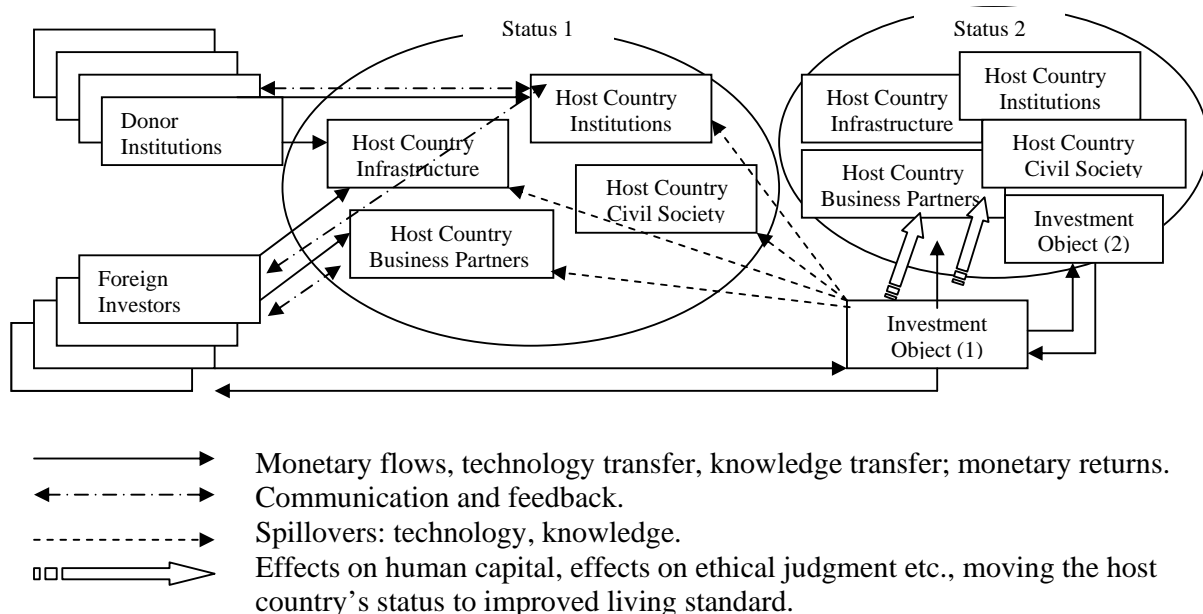 Status 1
Status 2
Donor
Institutions
Host Country
Institutions
Host Country
Infrastructure
Host Country
Civil Society
Host Country
Business Partners
Foreign
Investors
Host Country
Infrastructure
Host Country
Institutions
Host Country
Civil Society
Host Country
Business Partners
Investment
Object (2)
Investment
Object (1)
Monetary flows, technology transfer, knowledge transfer; monetary returns.
Communication and feedback.
Spillovers: technology, knowledge.
Effects on human capital, effects on ethical judgment etc., moving the host
country’s status to improved living standard.